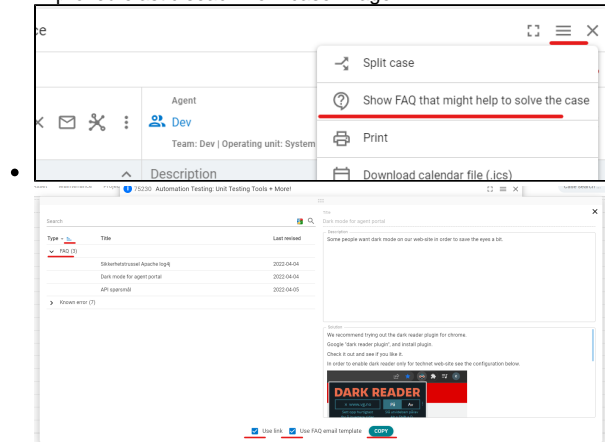 ce
Split case
Show FAQ that might help to solve the case
Agent
Dev
Team: Dev | Operating unit: System
Print
Description
Download calendar file (.ics)
75230 Automation Testing: Unit Testing Tools + More!
Case search
Search
Title
Dark mode for agent portal
Type
Title
Last revised
Description
Some people want dark mode on our web-site in order to save the eyes a bit.
FAQ (3)
Sikkerhetstrussel Apache log4j
2022-04-04
Dark mode for agent portal
2022-04-04
API spørsmål
2022-04-05
Known error (7)
Solution
We recommend trying out the dark reader plugin for chrome.
Google "dark reader plugin", and install plugin.
Check it out and see if you like it.
In order to enable dark reader only for technet web-site see the configuration below.
DARK READER
Use link
Use FAQ email template
COPY